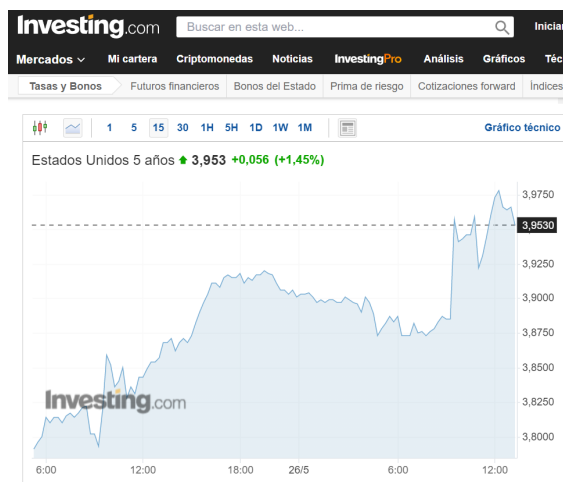 Investing.com
Buscar en esta web...
Iniciar
Mercados
Mi cartera
Criptomonedas
Noticias
InvestingPro
Análisis
Gráficos
Téc
Tasas y Bonos
Futuros financieros
Bonos del Estado
Prima de riesgo
Cotizaciones forward
Índices
1 5 15 30 1H 5H 1D 1W 1M
Gráfico técnico
Estados Unidos 5 años 3,953 +0,056 (+1,45%)
3,9750
3,9530
3,9250
3,9000
3,8750
3,8500
3,8250
3,8000
Investing.com
6:00 12:00 18:00 26/5 6:00 12:00